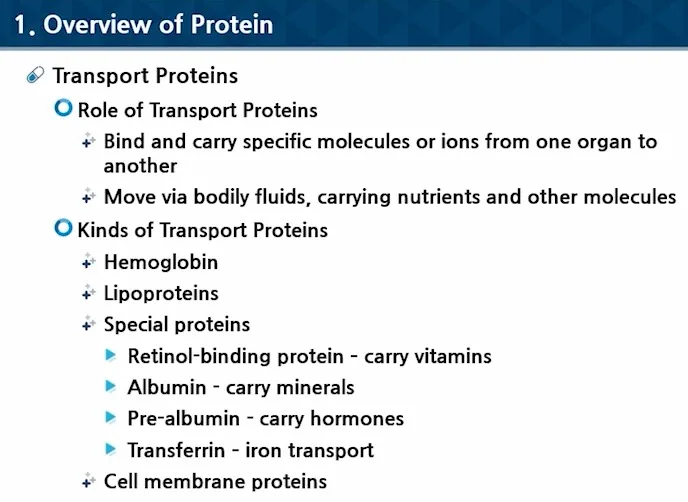 1. Overview of Protein
Transport Proteins
Role of Transport Proteins
Bind and carry specific molecules or ions from one organ to
another
Move via bodily fluids, carrying nutrients and other molecules
Kinds of Transport Proteins
Hemoglobin
Lipoproteins
Special proteins
Retinol-binding protein - carry vitamins
Albumin - carry minerals
Pre-albumin - carry hormones
Transferrin - iron transport
Cell membrane proteins